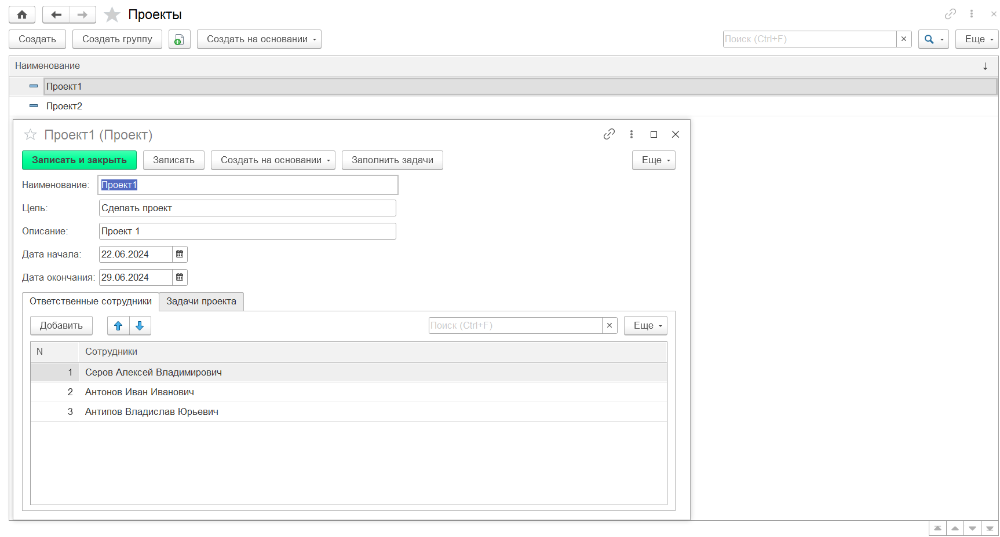 Проекты
Создать Создать группу Создать на основании Поиск (Ctrl+F) × Еще
Наименование ↓
Проект1
Проект2
Проект1 (Проект)
Записать и закрыть Записать Создать на основании Заполнить задачи Еще
Наименование: Проект1
Цель: Сделать проект
Описание: Проект 1
Дата начала: 22.06.2024
Дата окончания: 29.06.2024
Ответственные сотрудники Задачи проекта
Добавить Поиск (Ctrl+F) × Еще
N Сотрудники
1 Серов Алексей Владимирович
2 Антонов Иван Иванович
3 Антипов Владислав Юрьевич